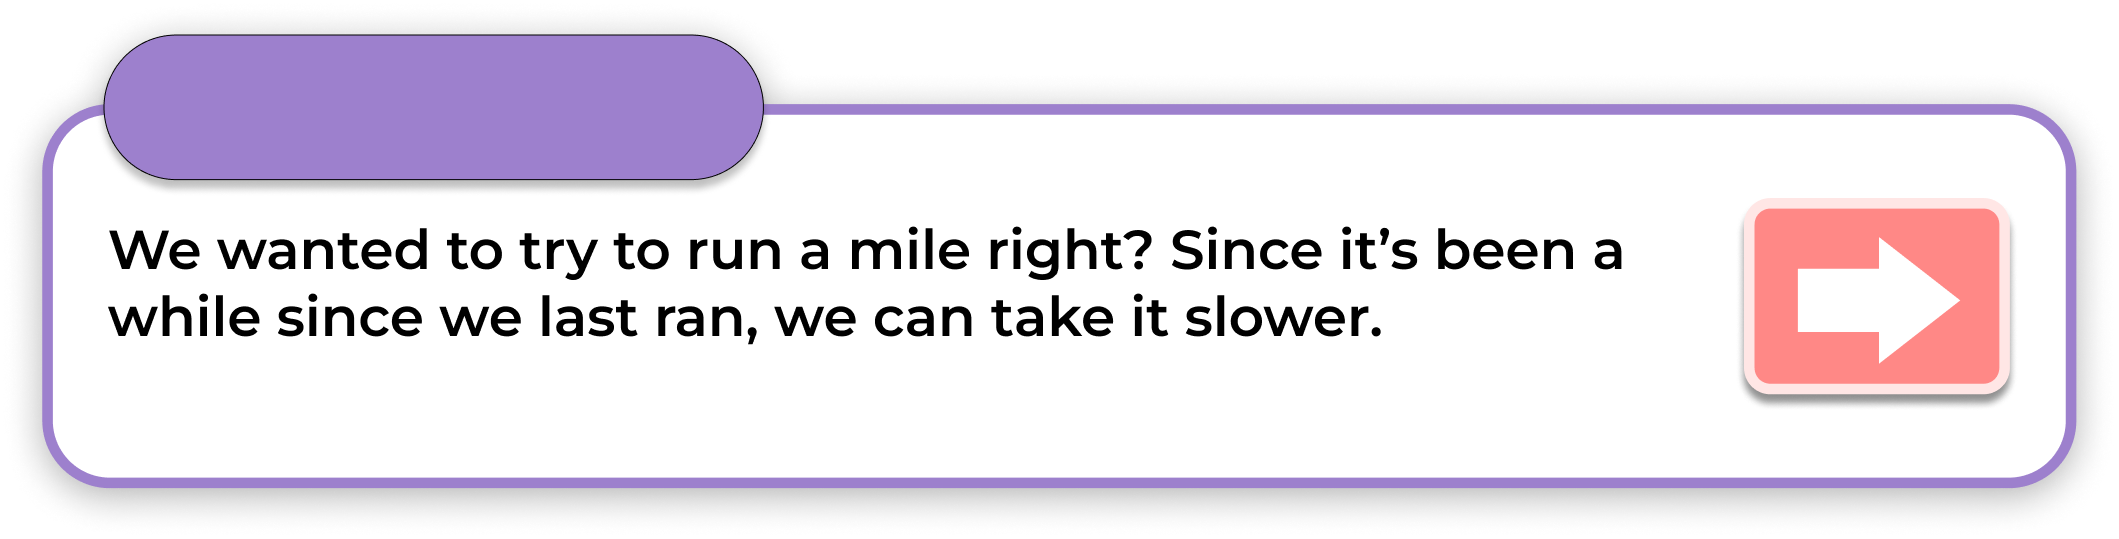 We wanted to try to run a mile right? Since it’s been a
while since we last ran, we can take it slower.